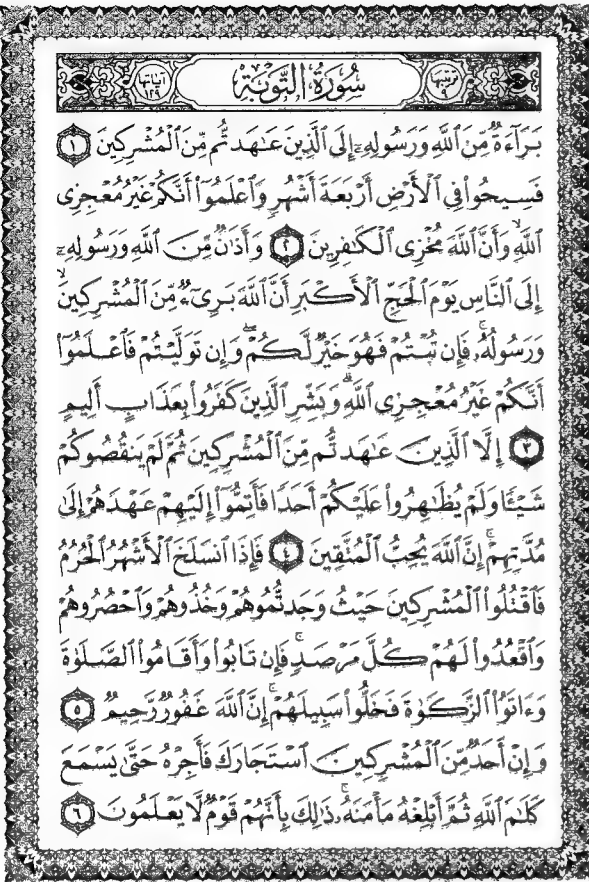 ترتيبها ٩ سُورَةُ التَّوْبَةِ آياتها ١٢٩
بَرَآءَةٌ مِّنَ ٱللَّهِ وَرَسُولِهِۦٓ إِلَى ٱلَّذِينَ عَٰهَدتُّم مِّنَ ٱلْمُشْرِكِينَ ١
فَسِيحُوا۟ فِى ٱلْأَرْضِ أَرْبَعَةَ أَشْهُرٍ وَٱعْلَمُوٓا۟ أَنَّكُمْ غَيْرُ مُعْجِزِى
ٱللَّهِ ۙ وَأَنَّ ٱللَّهَ مُخْزِى ٱلْكَٰفِرِينَ ٢ وَأَذَٰنٌ مِّنَ ٱللَّهِ وَرَسُولِهِۦٓ
إِلَى ٱلنَّاسِ يَوْمَ ٱلْحَجِّ ٱلْأَكْبَرِ أَنَّ ٱللَّهَ بَرِىٓءٌ مِّنَ ٱلْمُشْرِكِينَ ۙ
وَرَسُولُهُۥ ۚ فَإِن تُبْتُمْ فَهُوَ خَيْرٌ لَّكُمْ ۖ وَإِن تَوَلَّيْتُمْ فَٱعْلَمُوٓا۟
أَنَّكُمْ غَيْرُ مُعْجِزِى ٱللَّهِ ۗ وَبَشِّرِ ٱلَّذِينَ كَفَرُوا۟ بِعَذَابٍ أَلِيمٍ
٣ إِلَّا ٱلَّذِينَ عَٰهَدتُّم مِّنَ ٱلْمُشْرِكِينَ ثُمَّ لَمْ يَنقُصُوكُمْ
شَيْـًٔا وَلَمْ يُظَٰهِرُوا۟ عَلَيْكُمْ أَحَدًا فَأَتِمُّوٓا۟ إِلَيْهِمْ عَهْدَهُمْ إِلَىٰ
مُدَّتِهِمْ ۚ إِنَّ ٱللَّهَ يُحِبُّ ٱلْمُتَّقِينَ ٤ فَإِذَا ٱنسَلَخَ ٱلْأَشْهُرُ ٱلْحُرُمُ
فَٱقْتُلُوا۟ ٱلْمُشْرِكِينَ حَيْثُ وَجَدتُّمُوهُمْ وَخُذُوهُمْ وَٱحْصُرُوهُمْ
وَٱقْعُدُوا۟ لَهُمْ كُلَّ مَرْصَدٍ ۚ فَإِن تَابُوا۟ وَأَقَامُوا۟ ٱلصَّلَوٰةَ
وَءَاتَوُا۟ ٱلزَّكَوٰةَ فَخَلُّوا۟ سَبِيلَهُمْ ۚ إِنَّ ٱللَّهَ غَفُورٌ رَّحِيمٌ ٥
وَإِنْ أَحَدٌ مِّنَ ٱلْمُشْرِكِينَ ٱسْتَجَارَكَ فَأَجِرْهُ حَتَّىٰ يَسْمَعَ
كَلَٰمَ ٱللَّهِ ثُمَّ أَبْلِغْهُ مَأْمَنَهُۥ ۚ ذَٰلِكَ بِأَنَّهُمْ قَوْمٌ لَّا يَعْلَمُونَ ٦